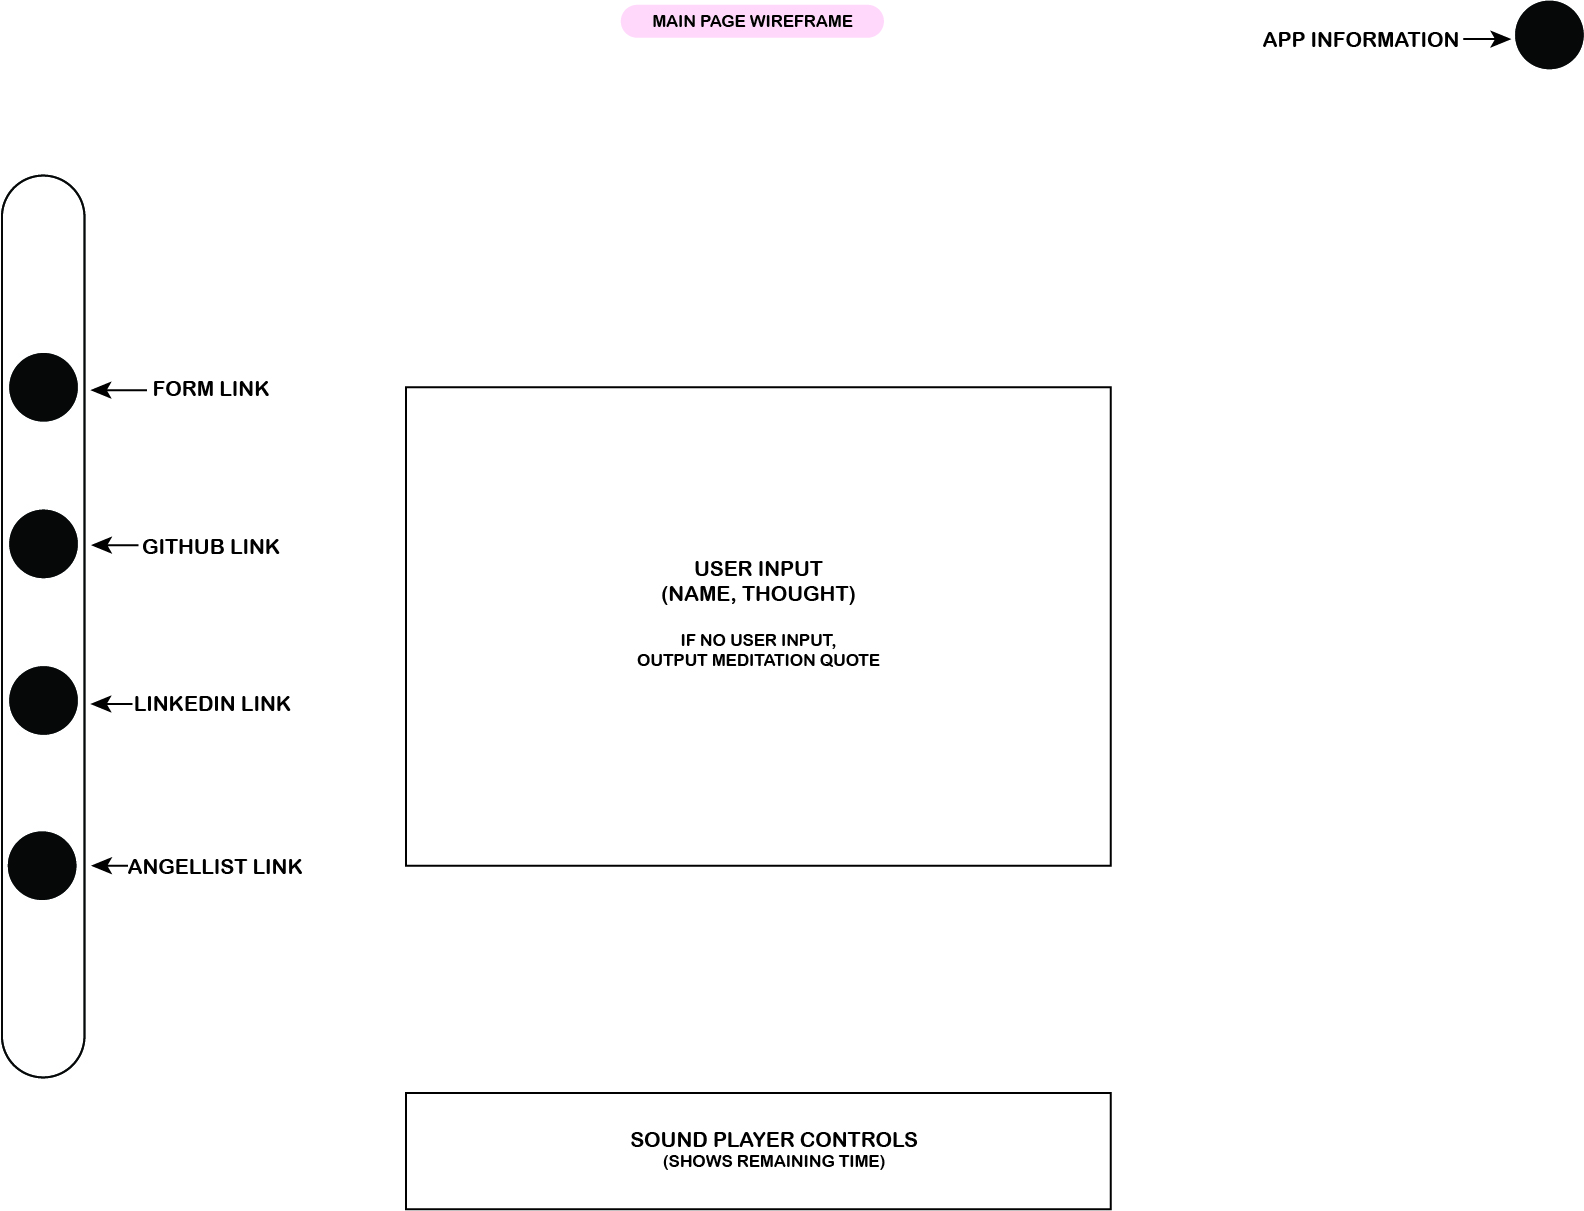 MAIN PAGE WIREFRAME
APP INFORMATION
FORM LINK
GITHUB LINK
LINKEDIN LINK
ANGELLIST LINK
USER INPUT
(NAME, THOUGHT)
IF NO USER INPUT,
OUTPUT MEDITATION QUOTE
SOUND PLAYER CONTROLS
(SHOWS REMAINING TIME)